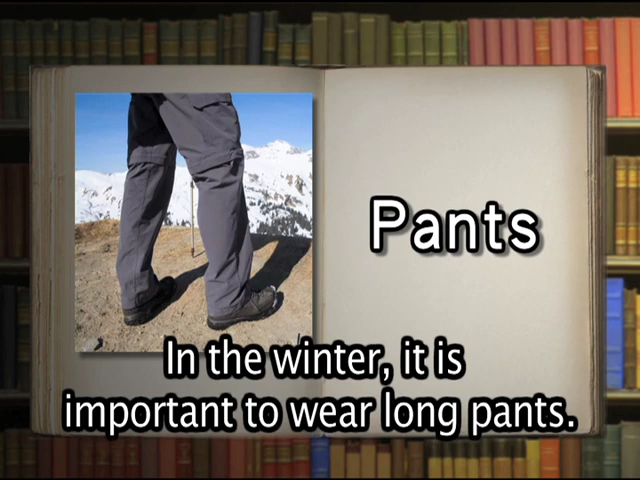 Pants
In the winter, it is
important to wear long pants.